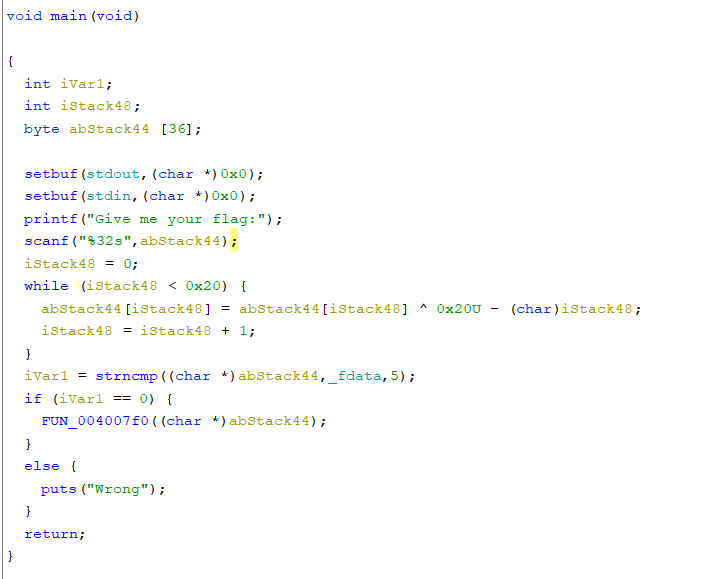 void main(void)
{
int iVar1;
int iStack48;
byte abStack44 [36];
setbuf(stdout,(char *)0x0);
setbuf(stdin,(char *)0x0);
printf("Give me your flag:");
scanf("%32s",abStack44);
iStack48 = 0;
while (iStack48 < 0x20) {
abStack44[iStack48] = abStack44[iStack48] ^ 0x20U - (char)iStack48;
iStack48 = iStack48 + 1;
}
iVar1 = strncmp((char *)abStack44,_fdata,5);
if (iVar1 == 0) {
FUN_004007f0((char *)abStack44);
}
else {
puts("Wrong");
}
return;
}